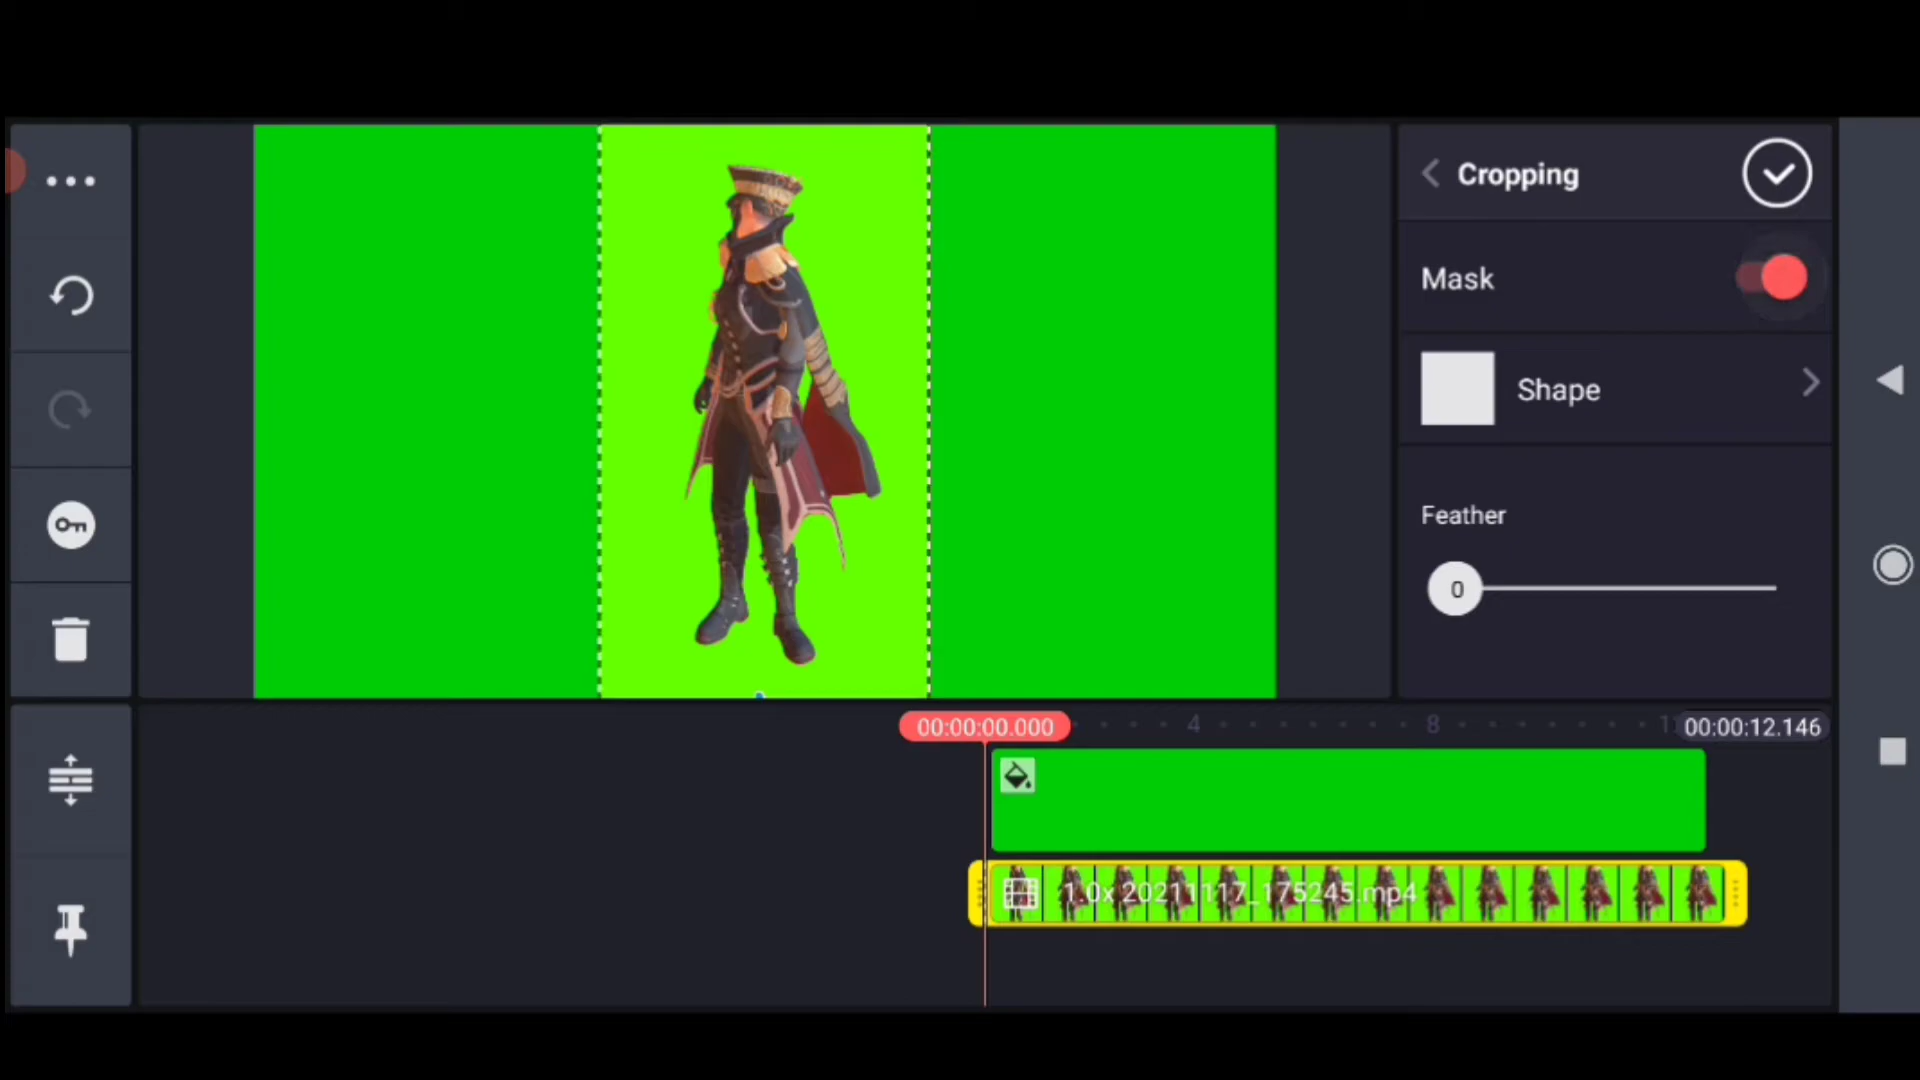 Cropping
Mask
Shape
Feather
0
00:00:00.000
4
8
00:00:12.146
1.0x 20211117_175245.mp4